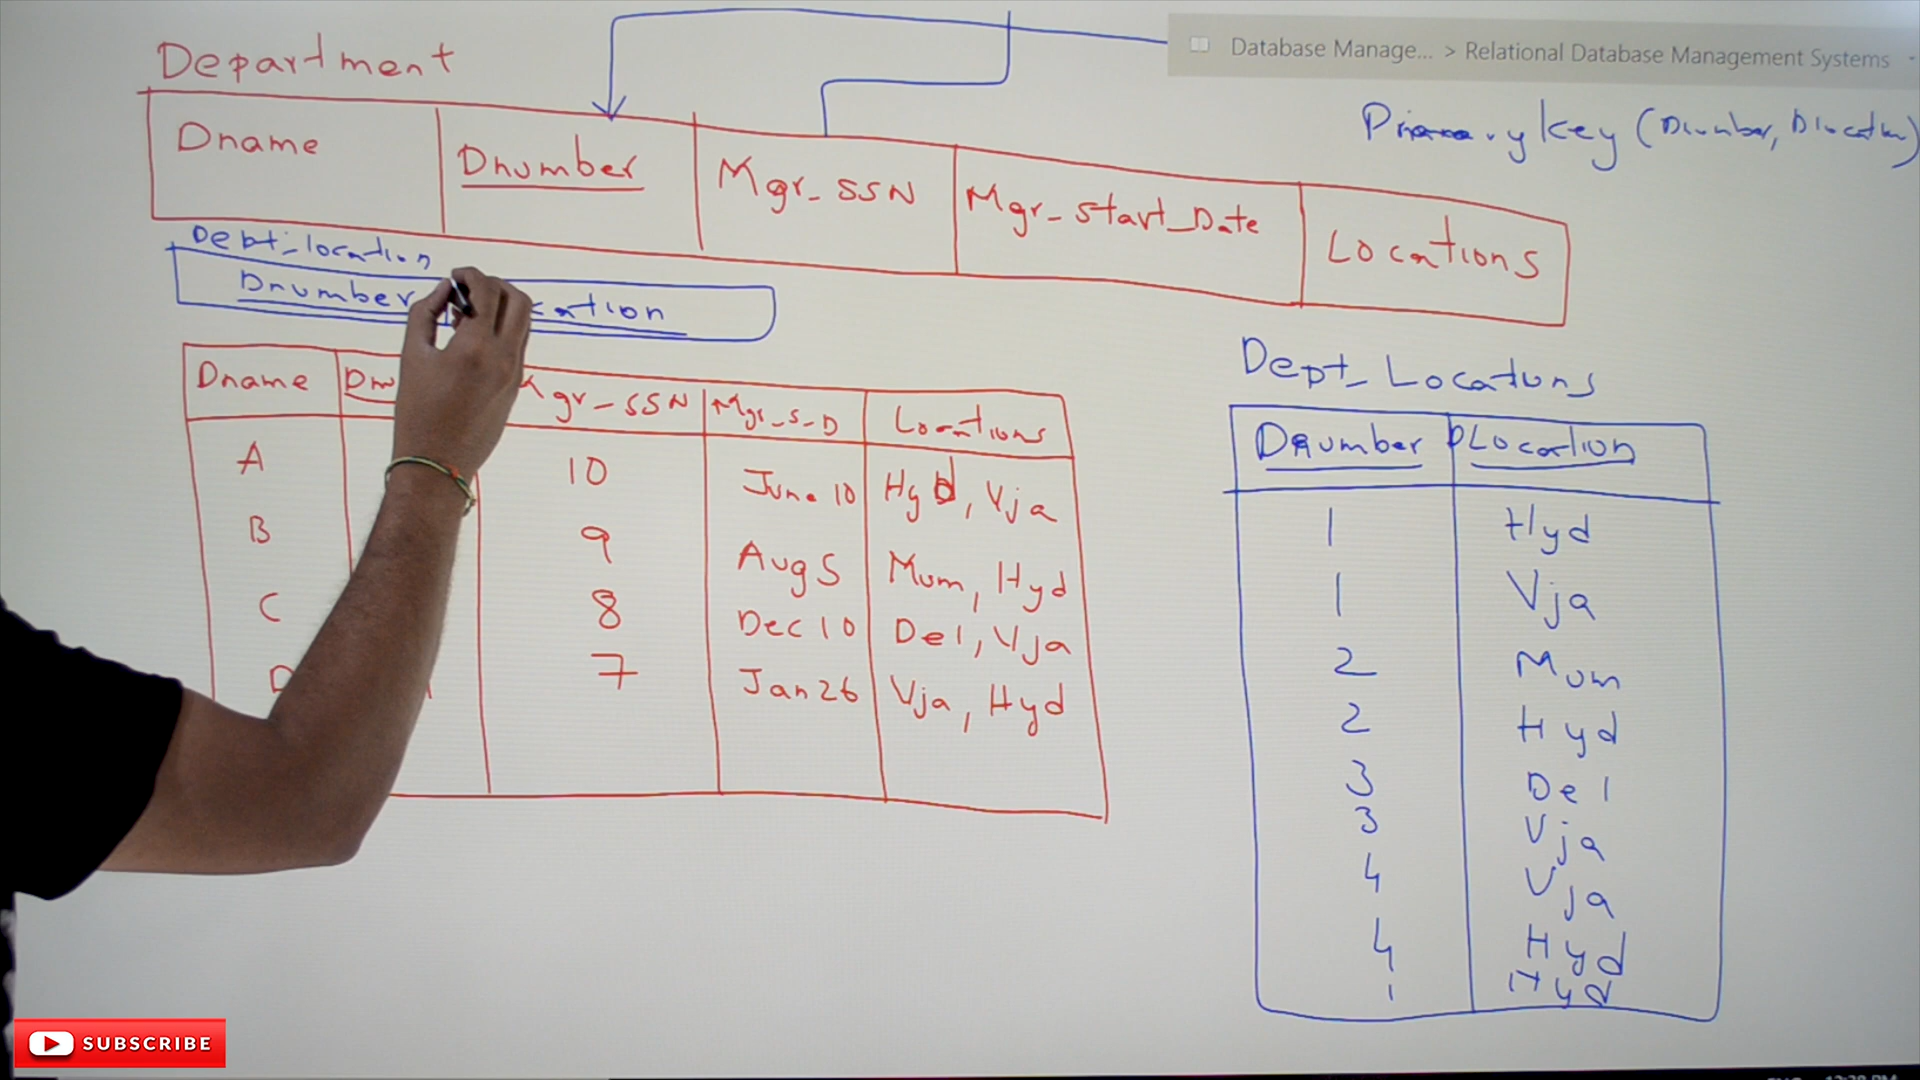 Department
Database Manage... > Relational Database Management Systems
Primary key (Dnumber, Dlocation)
Dname Dnumber Mgr_SSN Mgr_Start_Date Locations
Dept_location
Dnumber cation
Dname Mgr_SSN Mgr_S_D Locations
A 10 June 10 Hyd, Vja
B 9 Aug 5 Mum, Hyd
C 8 Dec 10 Del, Vja
D 7 Jan 26 Vja, Hyd
Dept_Locations
Dnumber DLocation
1 Hyd
1 Vja
2 Mum
2 Hyd
3 Del
3 Vja
4 Vja
4 Hyd
1 Hyd
SUBSCRIBE